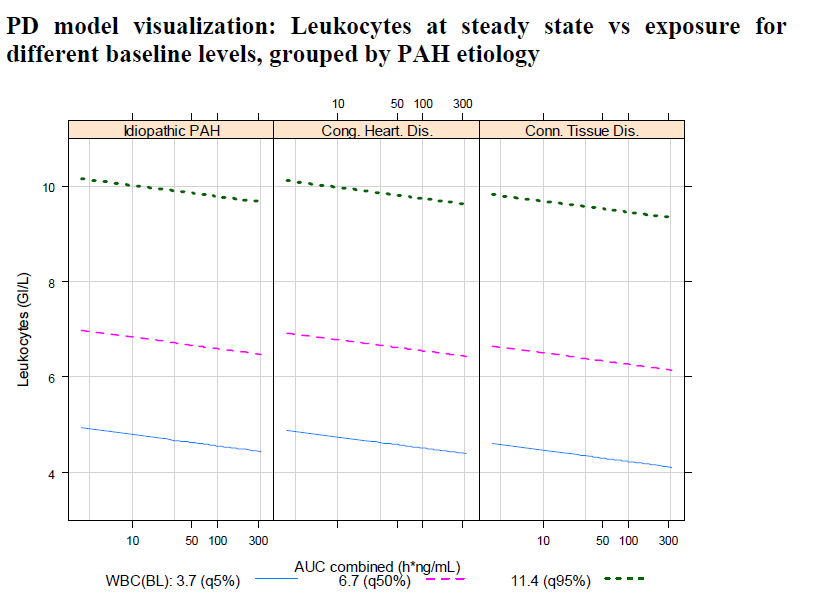 PD model visualization: Leukocytes at steady state vs exposure for
different baseline levels, grouped by PAH etiology
10 50 100 300
Idiopathic PAH Cong. Heart. Dis. Conn. Tissue Dis.
10
8
6
4
Leukocytes (GI/L)
10 50 100 300 10 50 100 300
AUC combined (h*ng/mL)
WBC(BL): 3.7 (q5%) 6.7 (q50%) 11.4 (q95%)